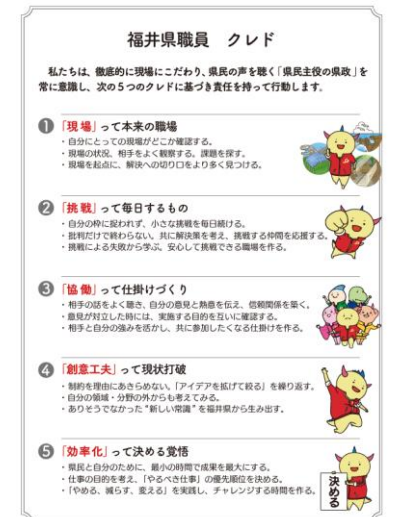 福井県職員 クレド
私たちは、徹底的に現場にこだわり、県民の声を聴く「県民主役の県政」を
常に意識し、次の5つのクレドに基づき責任を持って行動します。
1 「現場」って本来の職場
・自分にとっての現場がどこか確認する。
・現場の状況、相手をよく観察する。課題を探す。
・現場を起点に、解決への切り口をより多く見つける。
2 「挑戦」って毎日するもの
・自分の枠に捉われず、小さな挑戦を毎日続ける。
・批判だけで終わらない。共に解決策を考え、挑戦する仲間を応援する。
・挑戦による失敗から学ぶ。安心して挑戦できる職場を作る。
3 「協働」って仕掛けづくり
・相手の話をよく聴き、自分の意見と熱意を伝え、信頼関係を築く。
・意見が対立した時には、実施する目的を互いに確認する。
・相手と自分の強みを活かし、共に参加したくなる仕掛けを作る。
4 「創意工夫」って現状打破
・制約を理由にあきらめない。「アイデアを拡げて絞る」を繰り返す。
・自分の領域・分野の外からも考えてみる。
・ありそうでなかった“新しい常識”を福井県から生み出す。
5 「効率化」って決める覚悟
・県民と自分のために、最小の時間で成果を最大にする。
・仕事の目的を考え、「やるべき仕事」の優先順位を決める。
・「やめる、減らす、変える」を実践し、チャレンジする時間を作る。
決める